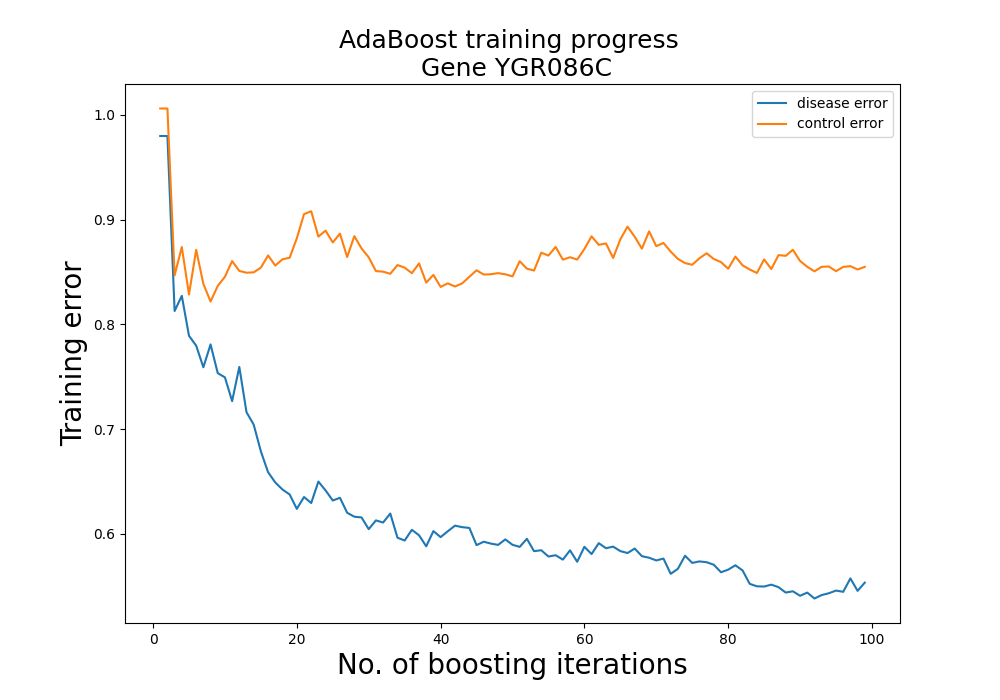 AdaBoost training progress
Gene YGR086C
disease error
control error
1.0
0.9
0.8
0.7
0.6
Training error
0
20
40
60
80
100
No. of boosting iterations